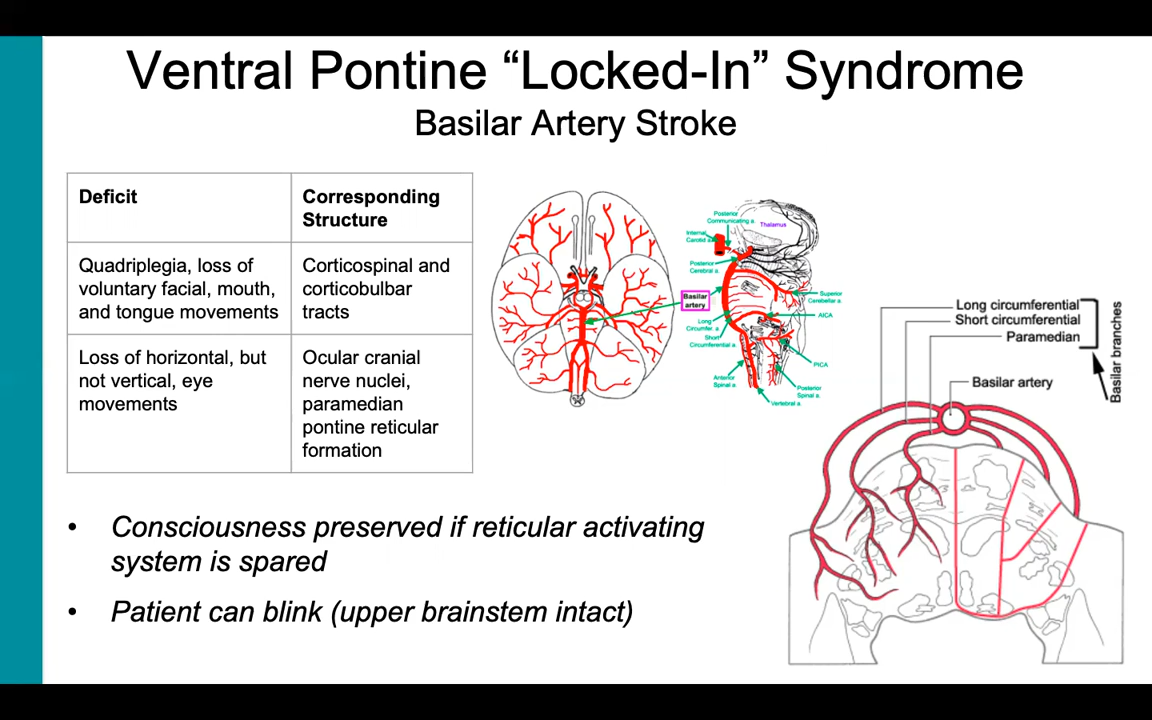 Ventral Pontine “Locked-In” Syndrome
Basilar Artery Stroke
Deficit
Corresponding
Structure
Quadriplegia, loss of
voluntary facial, mouth,
and tongue movements
Corticospinal and
corticobulbar
tracts
Loss of horizontal, but
not vertical, eye
movements
Ocular cranial
nerve nuclei,
paramedian
pontine reticular
formation
Posterior
Communicating a.
Thalamus
Internal
Carotid a.
Posterior
Cerebral a.
Basilar
artery
Superior
Cerebellar a.
Long
Circumfer. a.
AICA
Short
Circumferential a.
PICA
Anterior
Spinal a.
Posterior
Spinal a.
Vertebral a.
Long circumferential
Short circumferential
Paramedian
Basilar branches
Basilar artery
• Consciousness preserved if reticular activating
system is spared
• Patient can blink (upper brainstem intact)